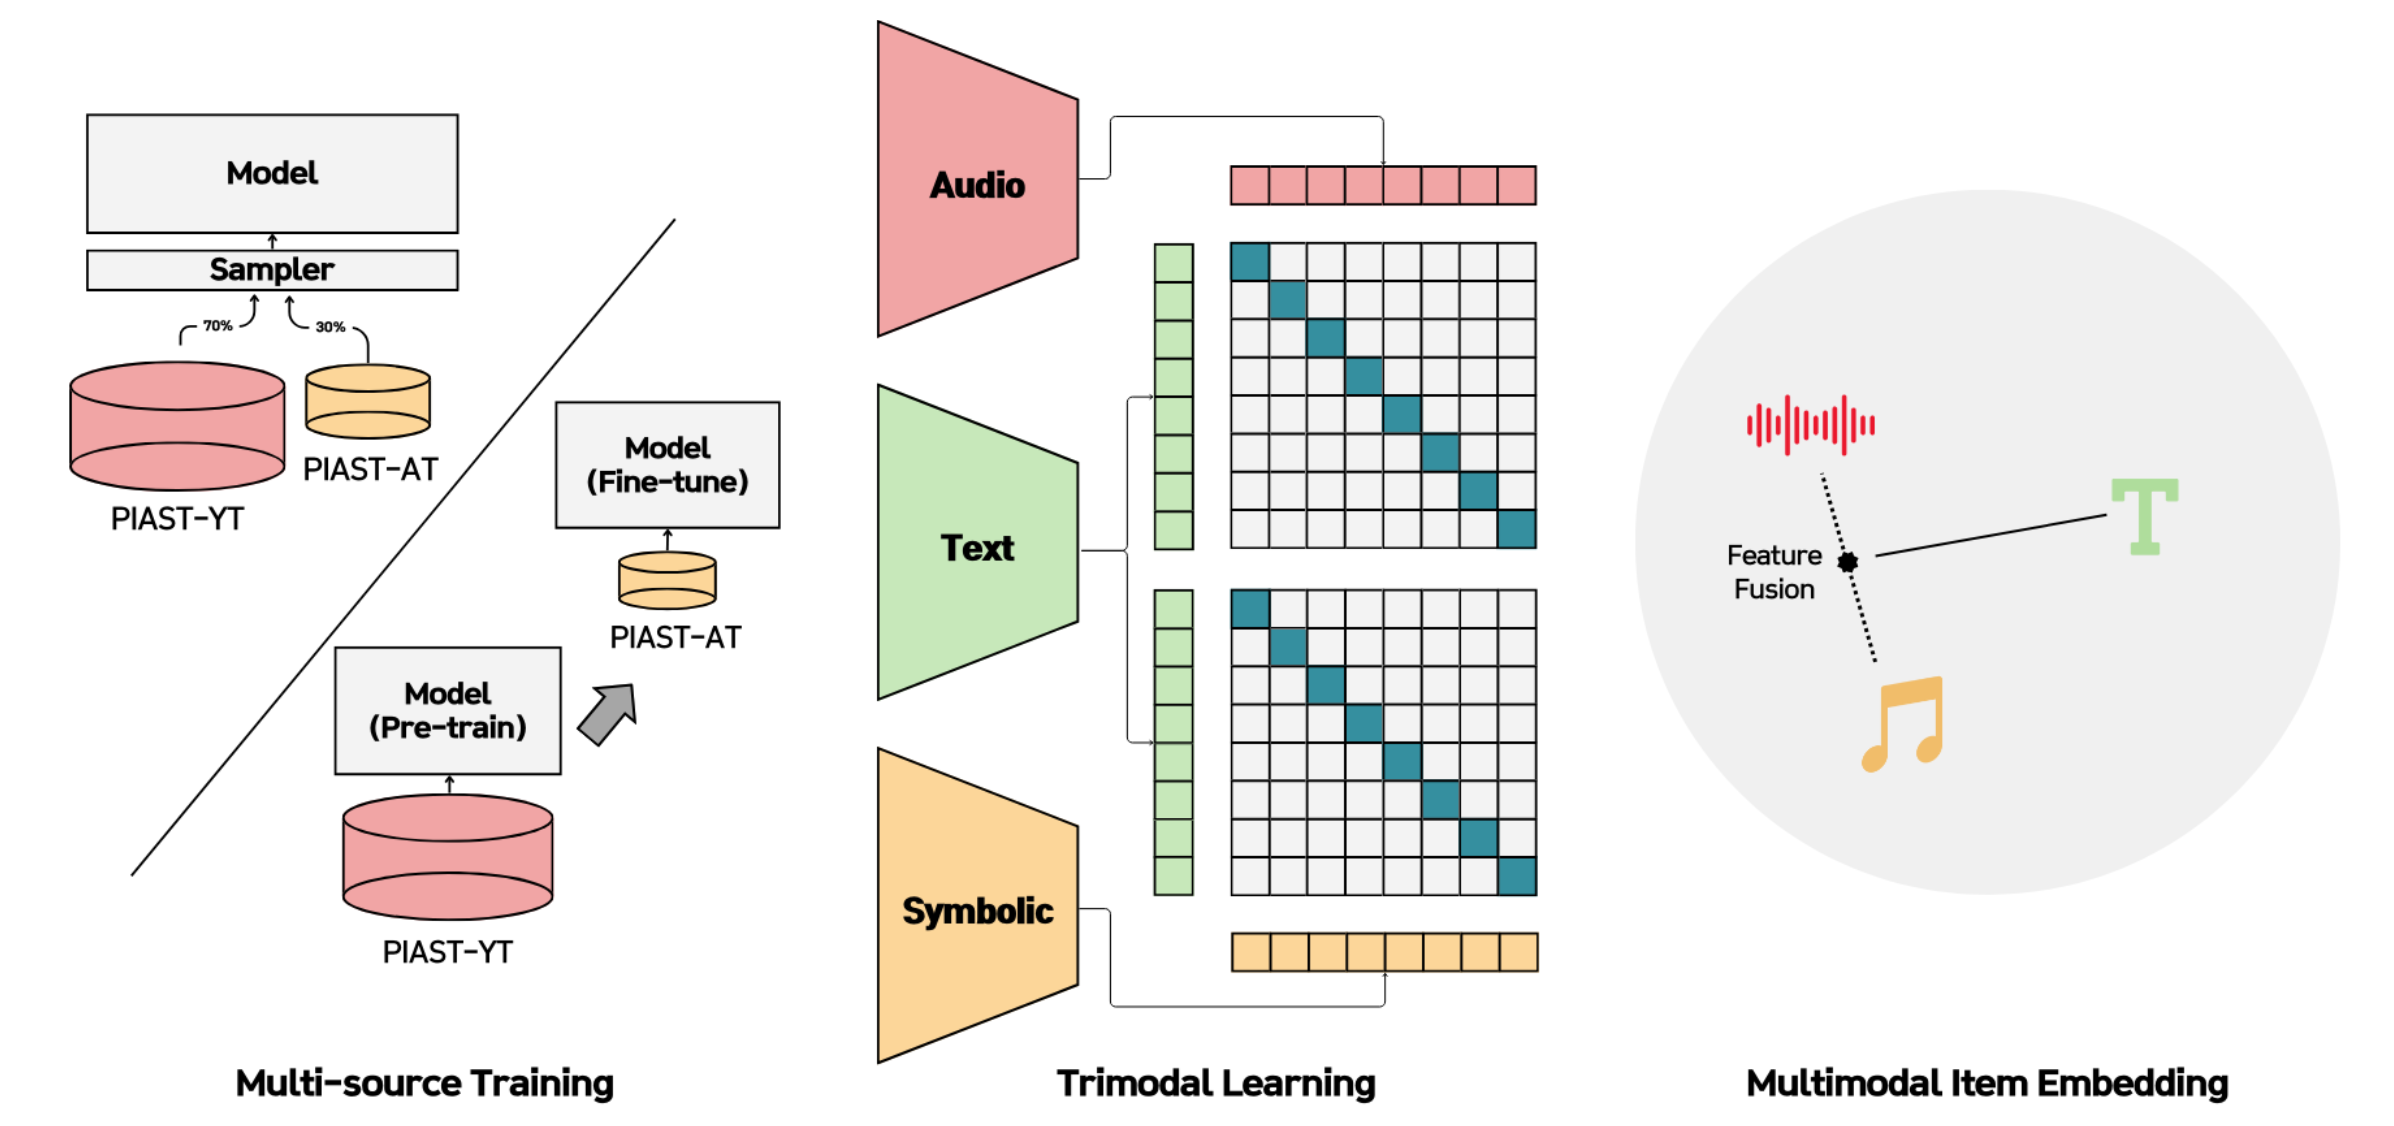 Model
Sampler
70%
30%
PIAST-AT
PIAST-YT
Model
(Fine-tune)
PIAST-AT
Model
(Pre-train)
PIAST-YT
Multi-source Training
Audio
Text
Symbolic
Trimodal Learning
T
Feature
Fusion
Multimodal Item Embedding